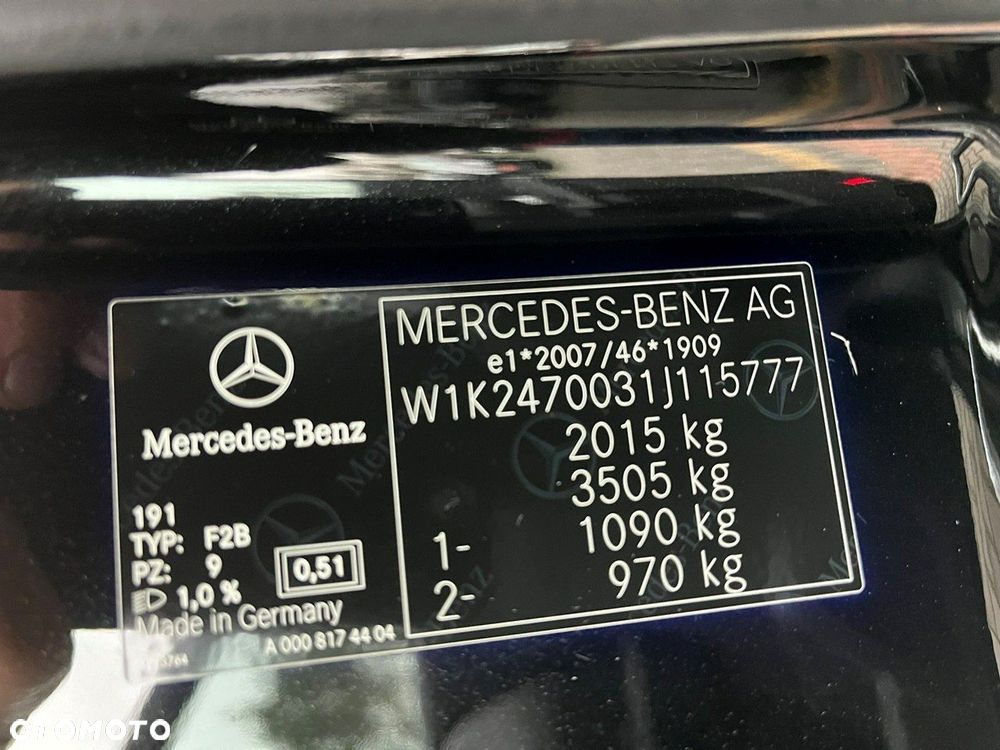 Mercedes-Benz
191
TYP: F2B
PZ: 9
1,0 %
0,51
Made in Germany
A 000 817 44 04
MERCEDES-BENZ AG
e1*2007/46*1909
W1K2470031J115777
2015 kg
3505 kg
1- 1090 kg
2- 970 kg
OTOMOTO